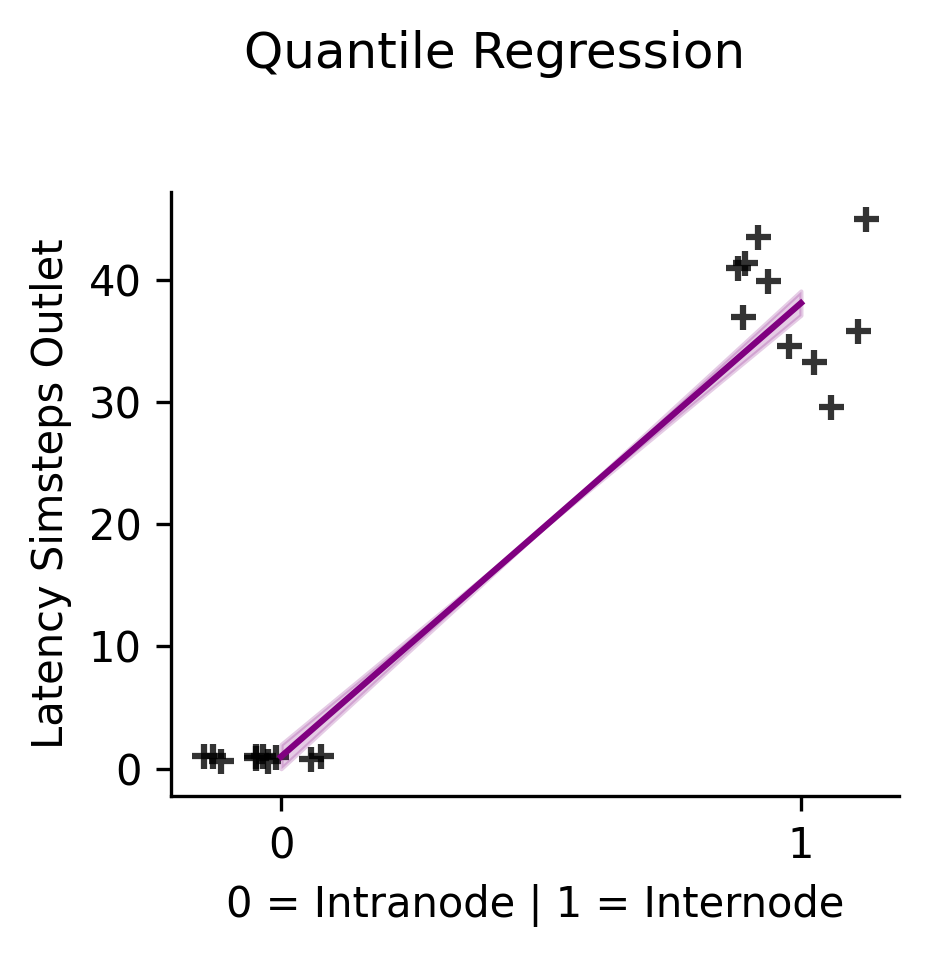 Quantile Regression
Latency Simsteps Outlet
40
30
20
10
0
0 1
0 = Intranode | 1 = Internode